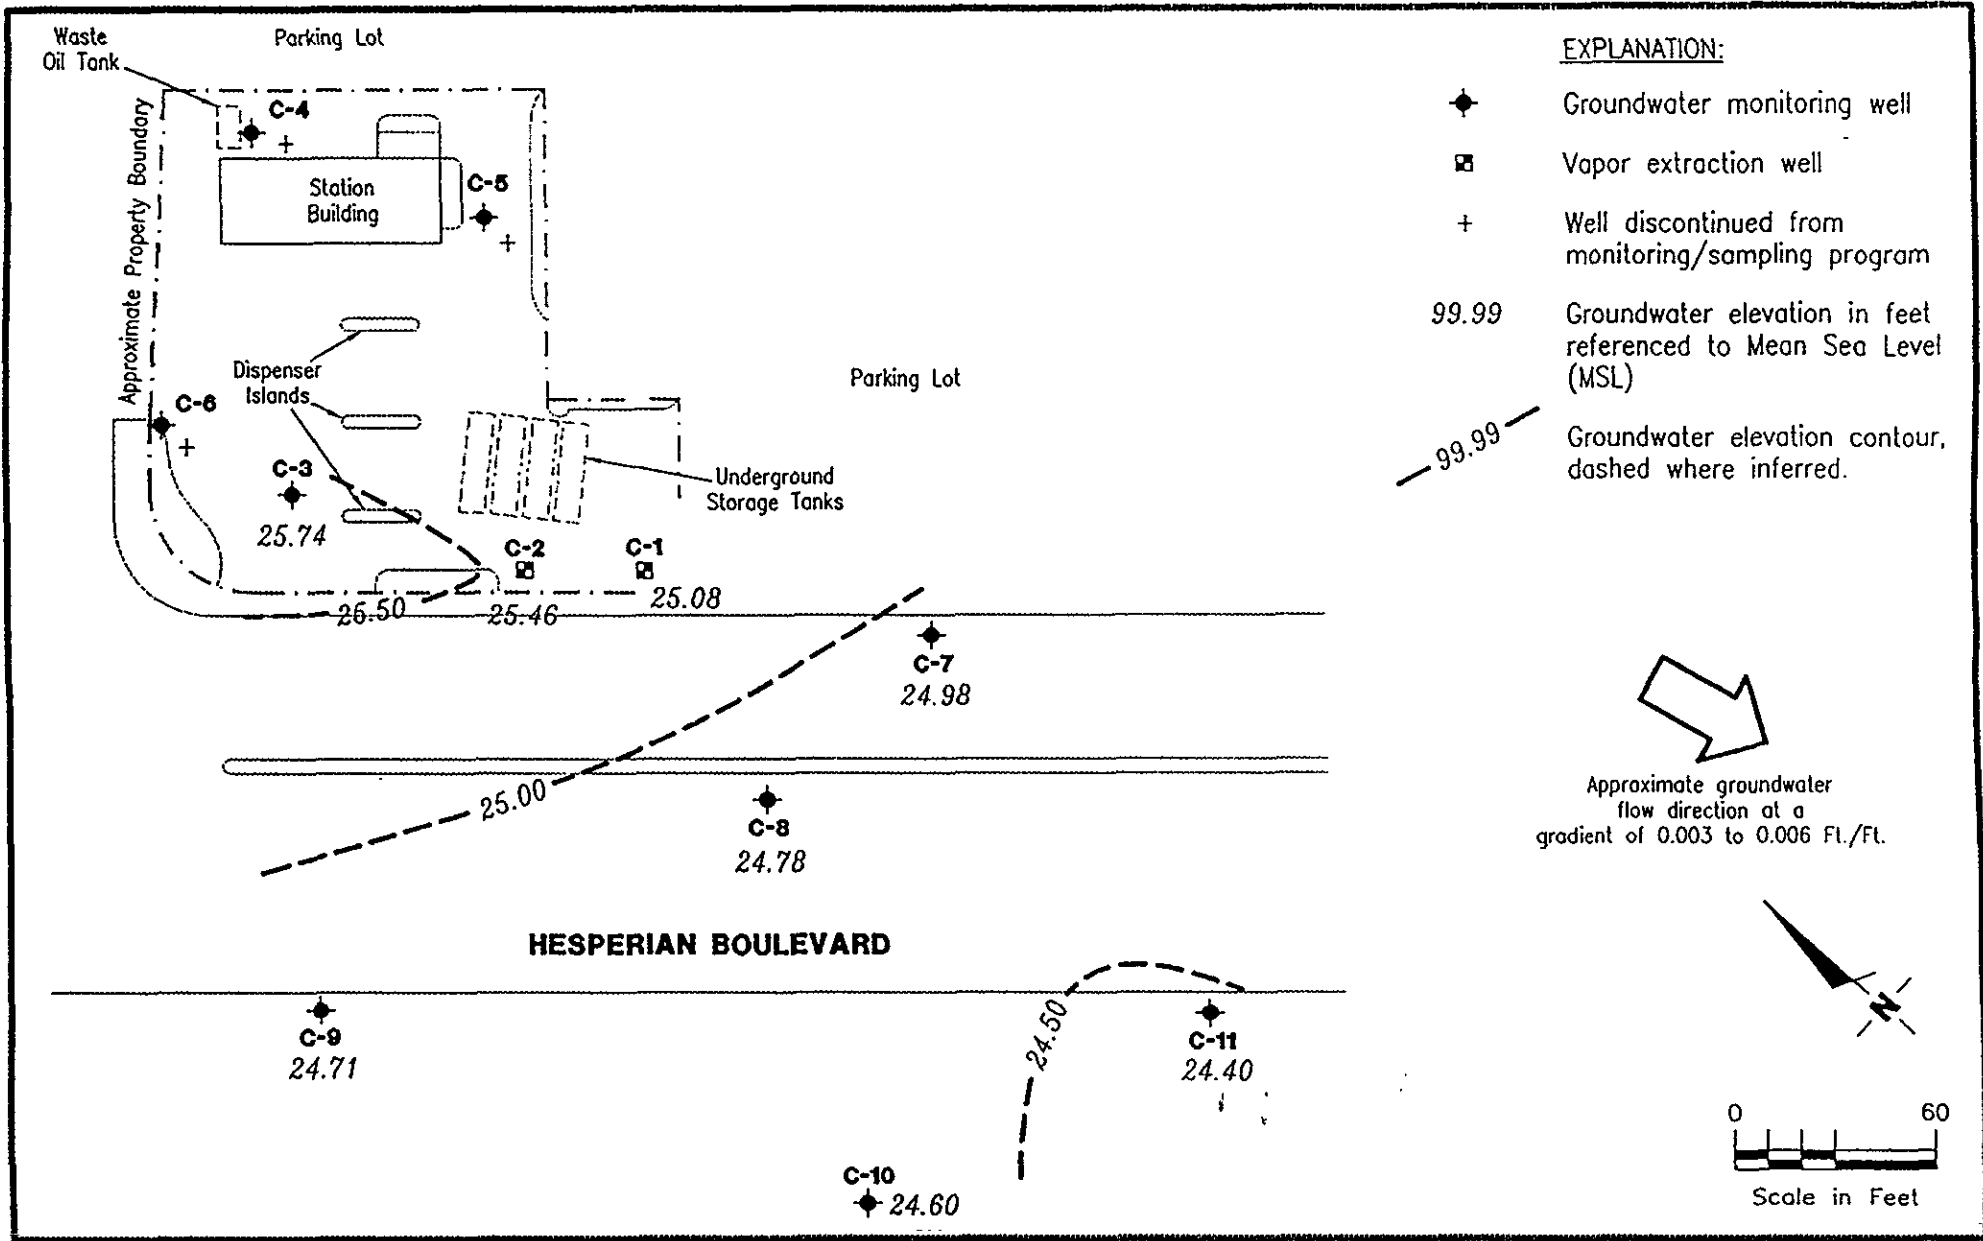 Waste
Oil Tank
Parking Lot
C-4
Approximate Property Boundary
Station
Building
C-5
Dispenser
Islands
Parking Lot
C-6
C-3
25.74
Underground
Storage Tanks
C-2
C-1
25.08
25.50
25.46
C-7
24.98
25.00
C-8
24.78
HESPERIAN BOULEVARD
C-9
24.71
24.50
C-11
24.40
C-10
24.60
EXPLANATION:
Groundwater monitoring well
Vapor extraction well
+ Well discontinued from
monitoring/sampling program
99.99 Groundwater elevation in feet
referenced to Mean Sea Level
(MSL)
99.99 Groundwater elevation contour,
dashed where inferred.
Approximate groundwater
flow direction at a
gradient of 0.003 to 0.006 Ft./Ft.
N
0 60
Scale in Feet